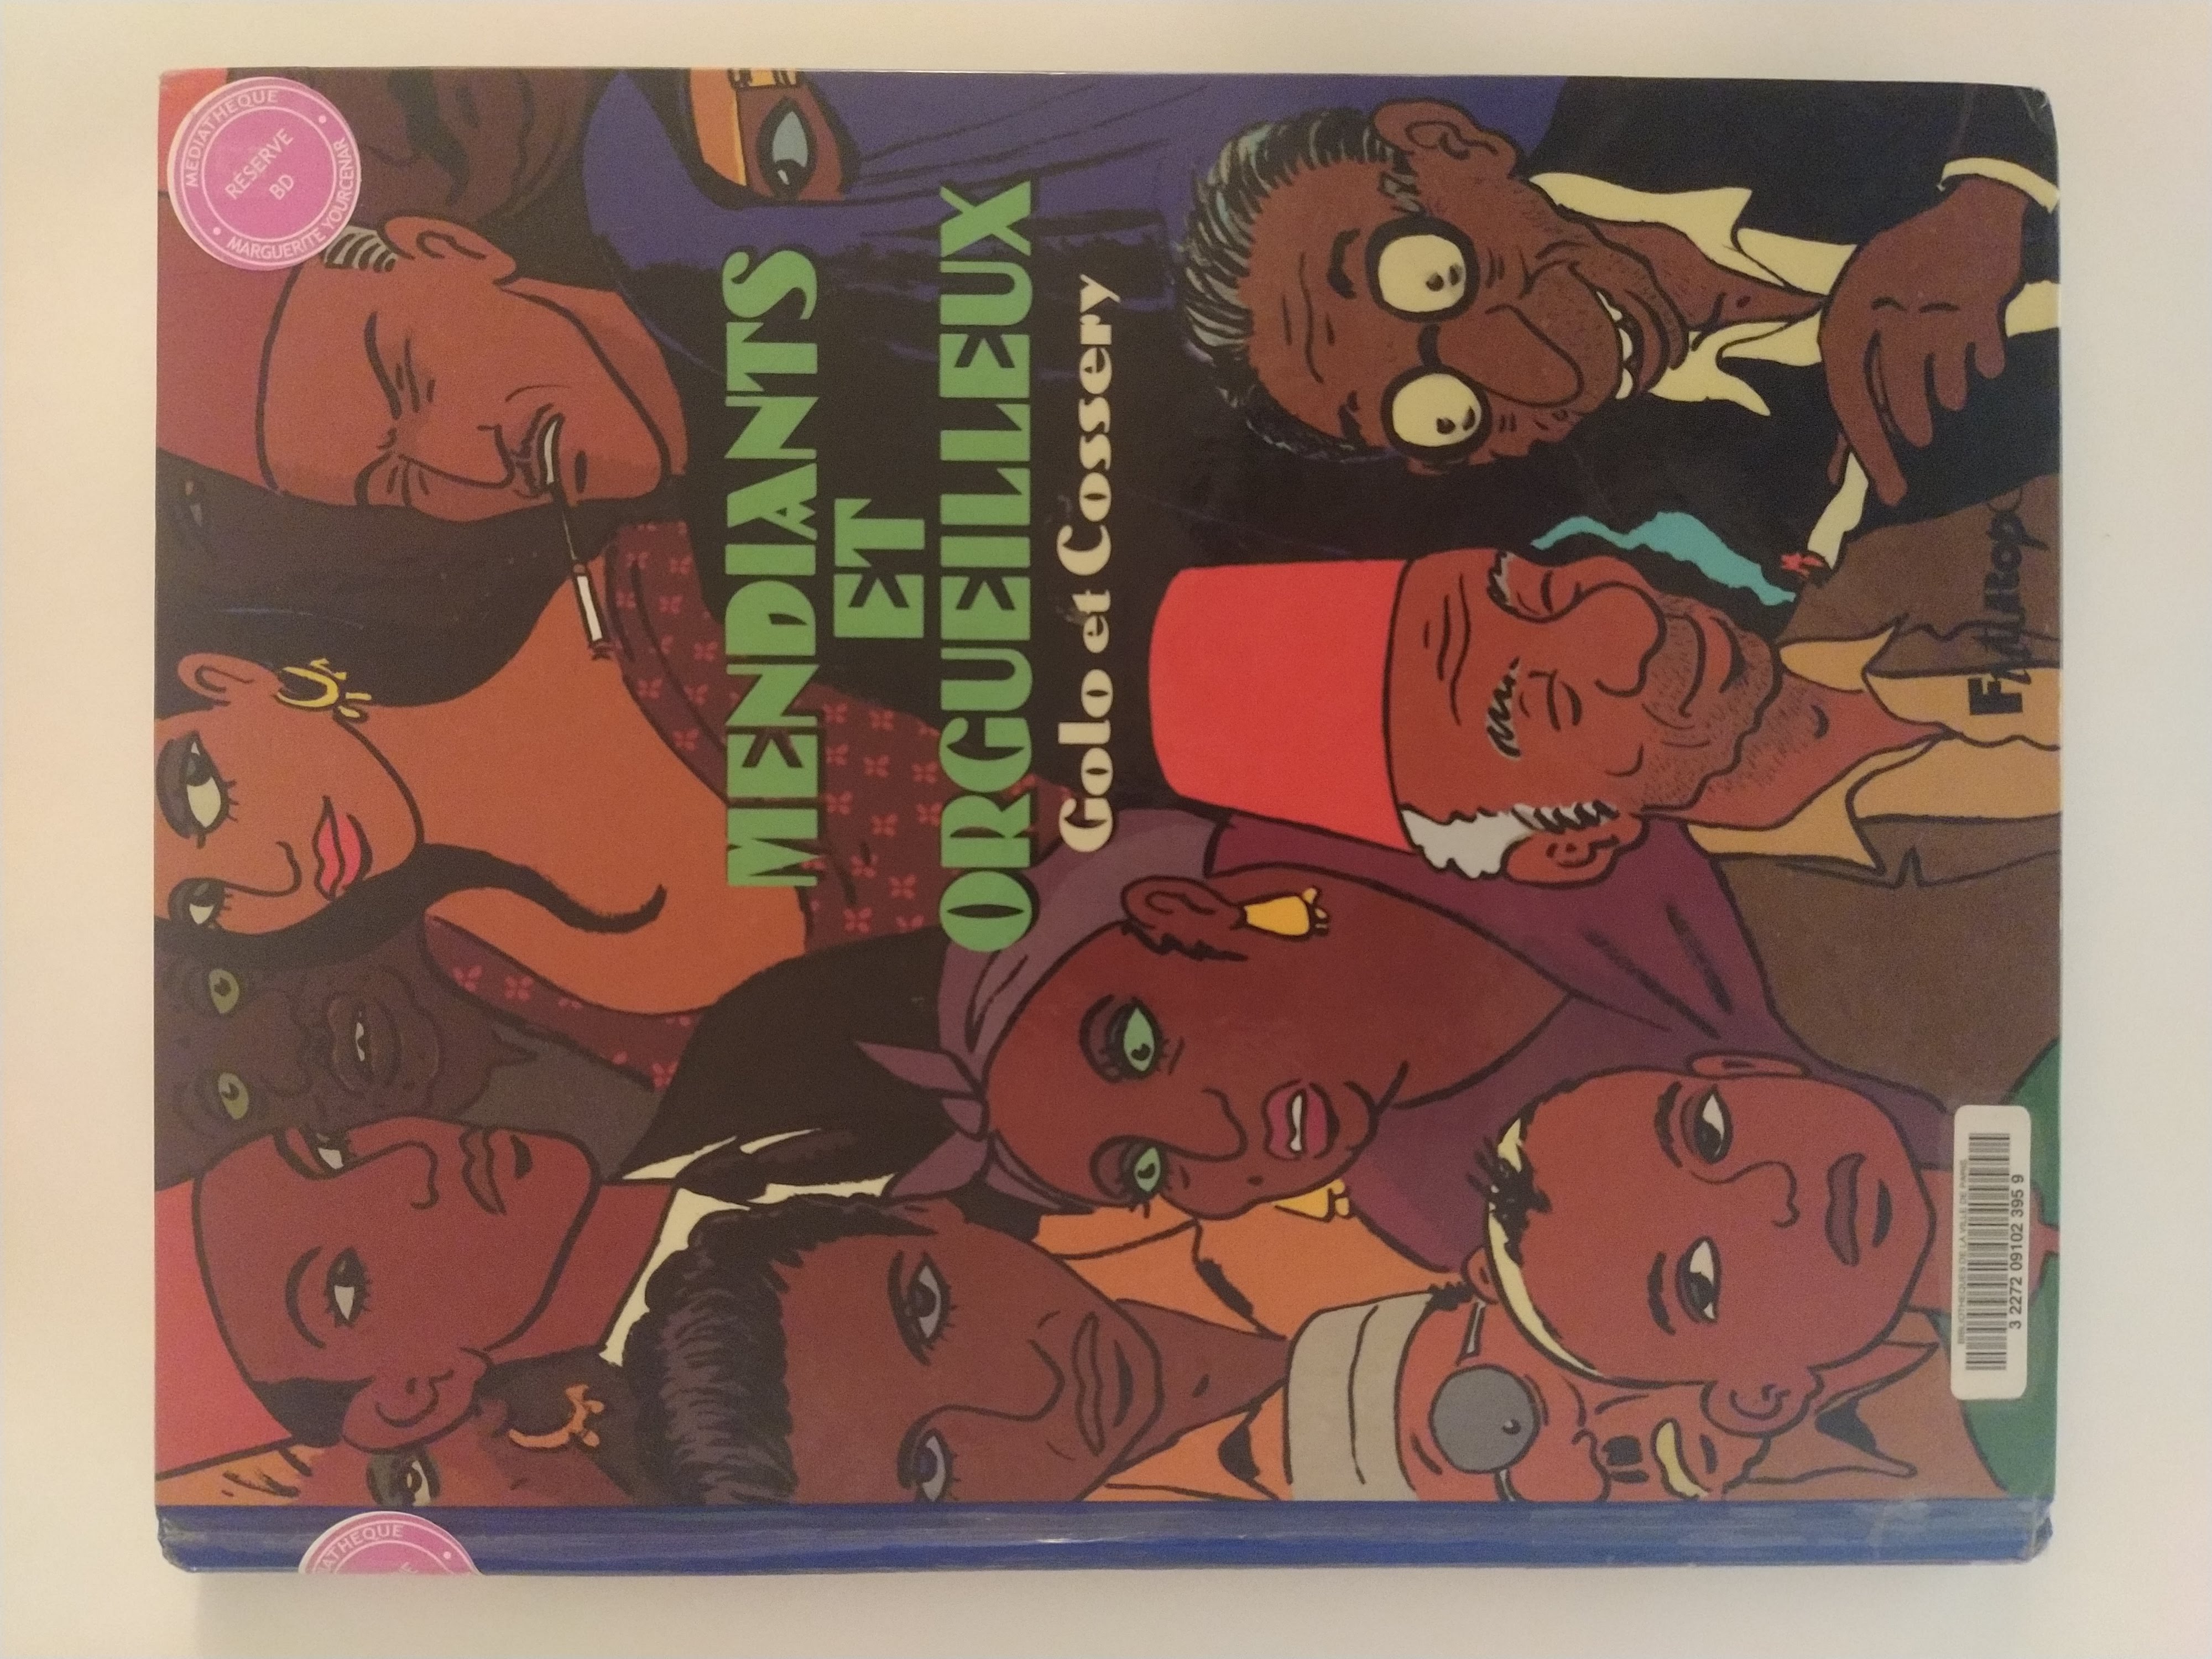 MEDIATHEQUE
MARGUERITE YOURCENAR
RÉSERVE
BD
MENDIANTS
ET
ORGUEILLEUX
Golo et Cossery
BIBLIOTHEQUES DE LA VILLE DE PARIS
3 2272 09102 395 9